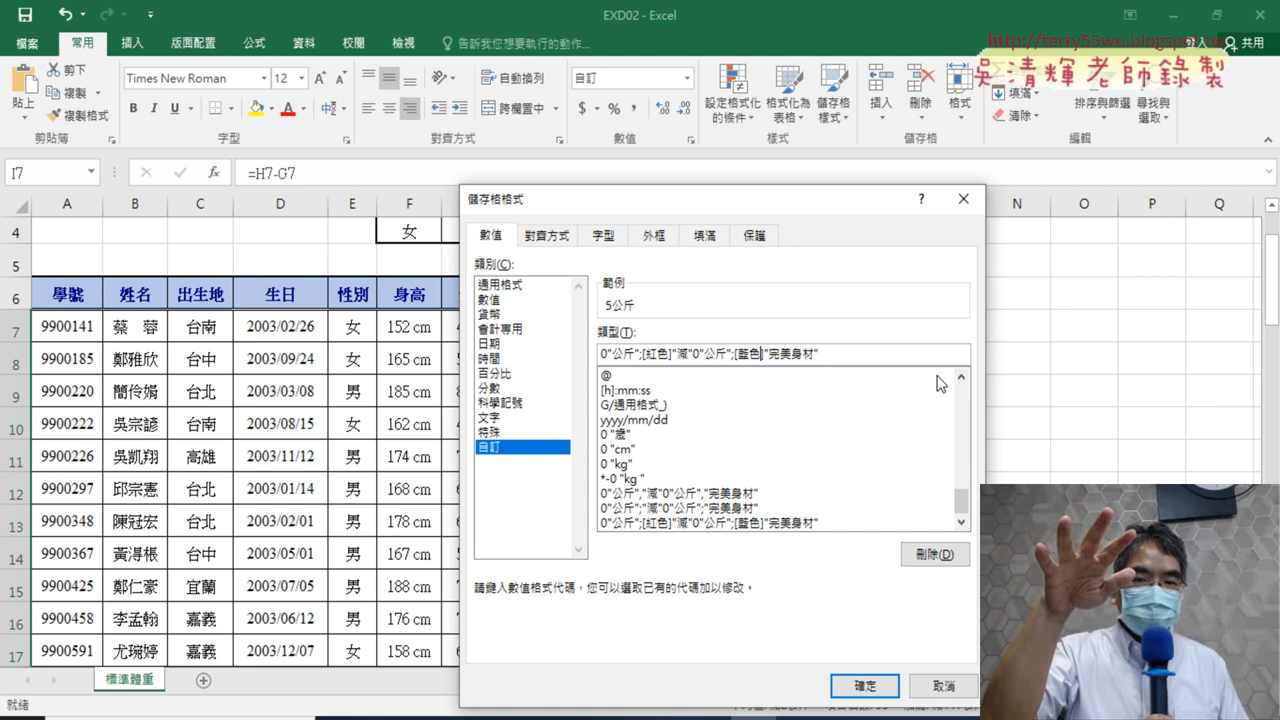 EXD02 - Excel
檔案 常用 插入 版面配置 公式 資料 校閱 檢視 告訴我您想要執行的動作... 登入 共用
http://terry55wu.blogspot.tw
吳清輝老師錄製
貼上 剪下 複製 複製格式 剪貼簿
Times New Roman 12 B I U 字型
自動換列 跨欄置中 對齊方式
自訂 $ % , 數值
設定格式化的條件 格式化為表格 儲存格樣式 樣式
插入 刪除 格式 儲存格
填滿 清除 排序與篩選 尋找與選取 編輯
I7 fx =H7-G7
A B C D E F N O P Q
4 女
5
6 學號 姓名 出生地 生日 性別 身高
7 9900141 蔡 蓉 台南 2003/02/26 女 152 cm
8 9900185 鄭雅欣 台中 2003/09/24 女 165 cm
9 9900220 簡伶娟 台北 2003/03/08 男 185 cm
10 9900222 吳宗諺 台南 2003/08/15 女 162 cm
11 9900226 吳凱翔 高雄 2003/11/12 男 174 cm
12 9900297 邱宗憲 台北 2003/01/14 男 168 cm
13 9900348 陳冠宏 台北 2003/02/01 男 178 cm
14 9900367 黃潯根 台中 2003/05/01 男 167 cm
15 9900425 鄭仁豪 宜蘭 2003/07/05 男 188 cm
16 9900458 李孟翰 嘉義 2003/06/12 男 176 cm
17 9900591 尤琬婷 嘉義 2003/12/07 女 158 cm
標準體重
就緒
儲存格格式 ?
數值 對齊方式 字型 外框 填滿 保護
類別(C):
通用格式
數值
貨幣
會計專用
日期
時間
百分比
分數
科學記號
文字
特殊
自訂
範例
5公斤
類型(T):
0"公斤";[紅色]"減"0"公斤";[藍色]"完美身材"
@
[h]:mm:ss
G/通用格式_)
yyyy/mm/dd
0 "歲"
0 "cm"
0 "kg"
*-0 "kg "
0"公斤","減"0"公斤","完美身材"
0"公斤";"減"0"公斤";"完美身材"
0"公斤";[紅色]"減"0"公斤";[藍色]"完美身材"
刪除(D)
請鍵入數值格式代碼，您可以選取已有的代碼加以修改。
確定 取消